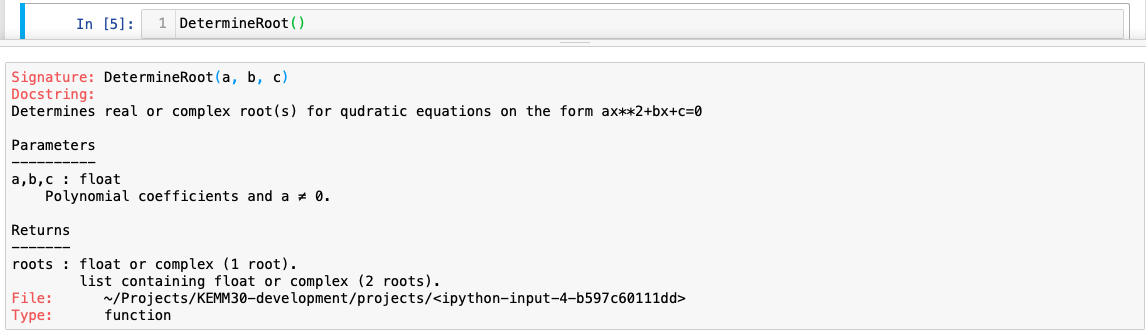 In [5]: 1 DetermineRoot()
Signature: DetermineRoot(a, b, c)
Docstring:
Determines real or complex root(s) for qudratic equations on the form ax**2+bx+c=0
Parameters
----------
a,b,c : float
Polynomial coefficients and a ≠ 0.
Returns
-------
roots : float or complex (1 root).
list containing float or complex (2 roots).
File: ~/Projects/KEMM30-development/projects/<ipython-input-4-b597c60111dd>
Type: function